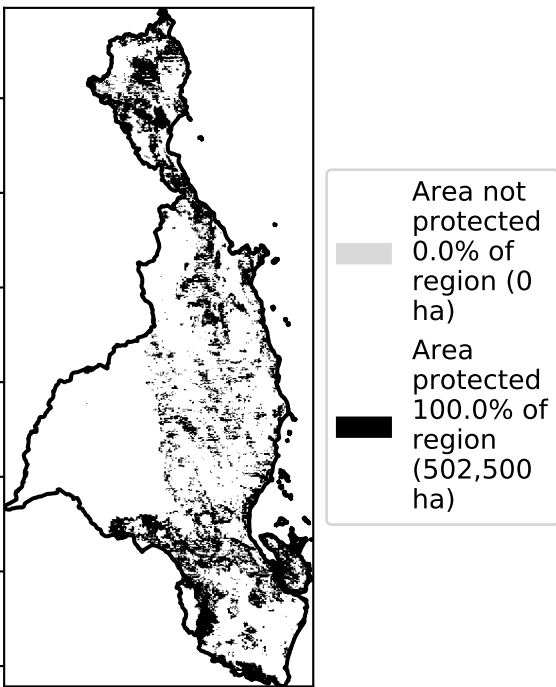 Area not
protected
0.0% of
region (0
ha)
Area
protected
100.0% of
region
(502,500
ha)